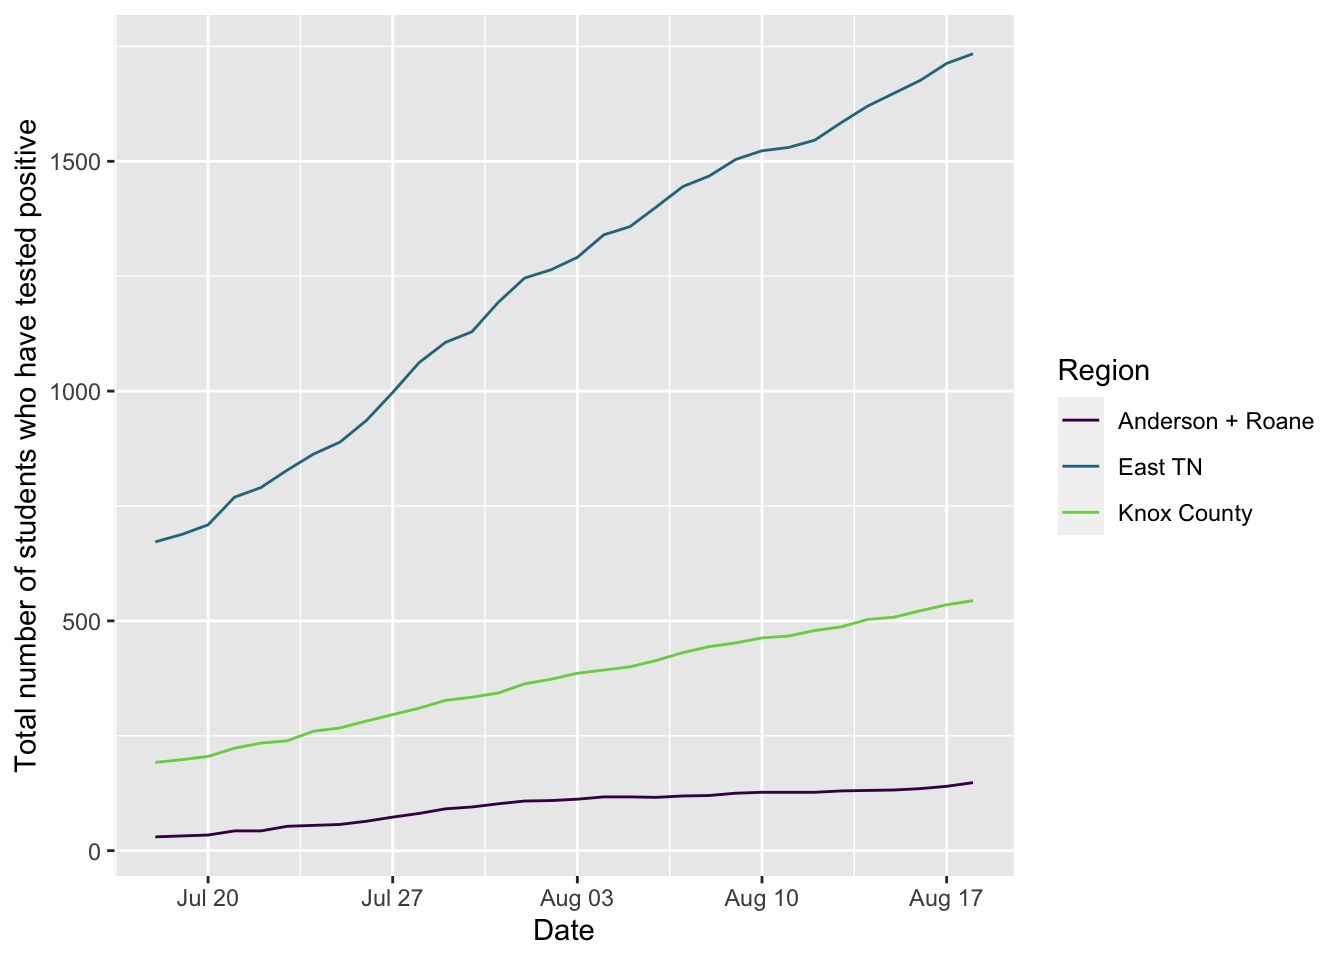 Total number of students who have tested positive
1500
1000
500
0
Jul 20
Jul 27
Aug 03
Aug 10
Aug 17
Date
Region
Anderson + Roane
East TN
Knox County